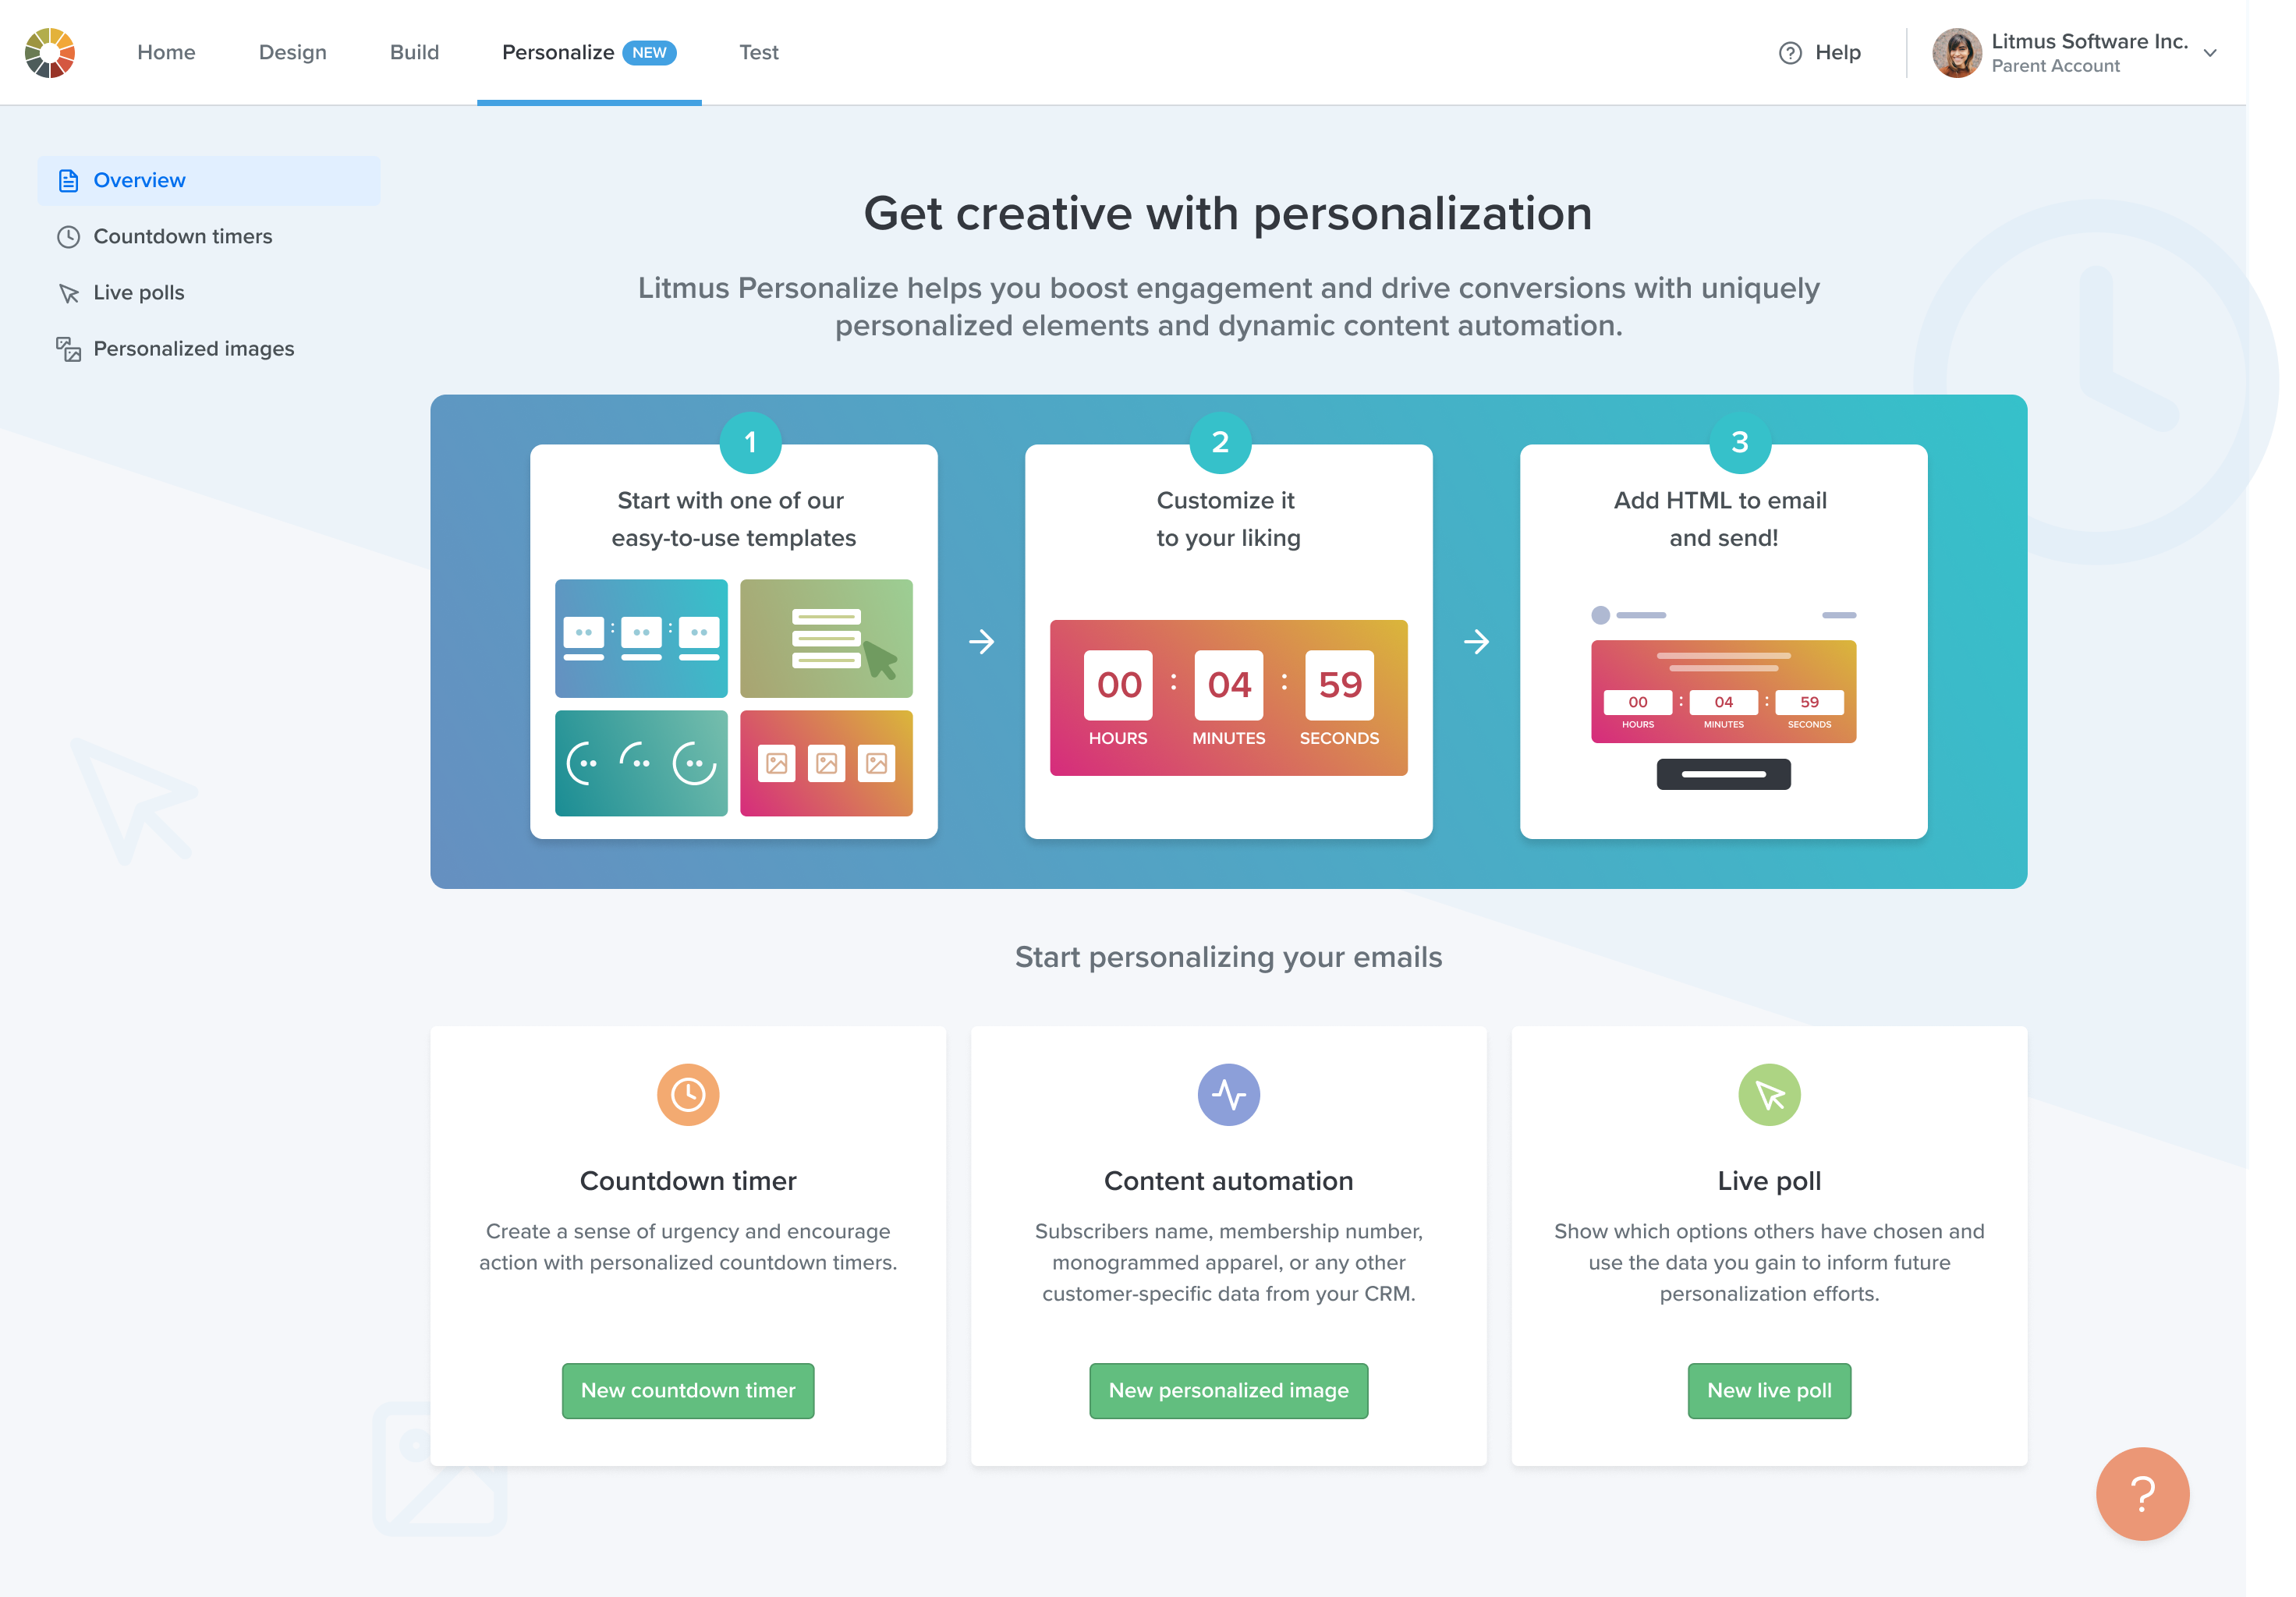 Home
Design
Build
Personalize NEW
Test
Help
Litmus Software Inc.
Parent Account
Overview
Countdown timers
Live polls
Personalized images
Get creative with personalization
Litmus Personalize helps you boost engagement and drive conversions with uniquely
personalized elements and dynamic content automation.
1
Start with one of our
easy-to-use templates
2
Customize it
to your liking
00 : 04 : 59
HOURS MINUTES SECONDS
3
Add HTML to email
and send!
00 : 04 : 59
HOURS MINUTES SECONDS
Start personalizing your emails
Countdown timer
Create a sense of urgency and encourage
action with personalized countdown timers.
New countdown timer
Content automation
Subscribers name, membership number,
monogrammed apparel, or any other
customer-specific data from your CRM.
New personalized image
Live poll
Show which options others have chosen and
use the data you gain to inform future
personalization efforts.
New live poll
?